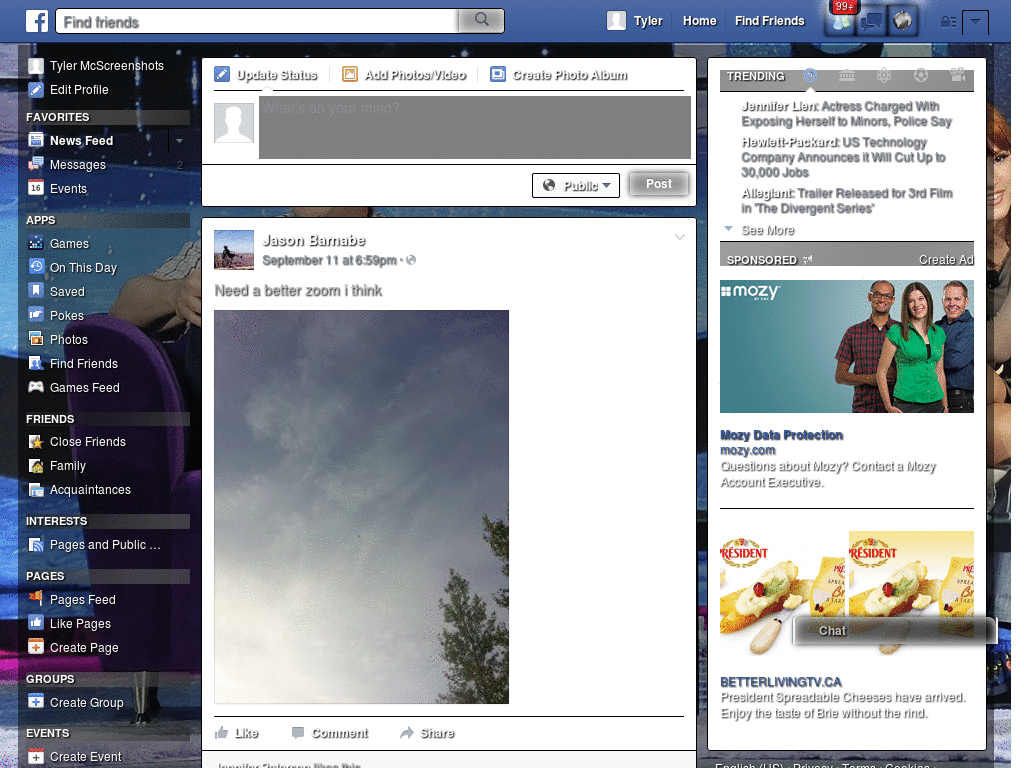 Find friends
Tyler
Home
Find Friends
99+
Tyler McScreenshots
Edit Profile
FAVORITES
News Feed
Messages
2
16
Events
APPS
Games
On This Day
Saved
Pokes
Photos
Find Friends
Games Feed
FRIENDS
Close Friends
Family
Acquaintances
INTERESTS
Pages and Public ...
PAGES
Pages Feed
Like Pages
Create Page
GROUPS
Create Group
EVENTS
Create Event
Update Status
Add Photos/Video
Create Photo Album
What's on your mind?
Public
Post
Jason Barnabe
September 11 at 6:59pm ·
Need a better zoom i think
Like
Comment
Share
Jennifer Peterson likes this.
TRENDING
Jennifer Lien: Actress Charged With
Exposing Herself to Minors, Police Say
Hewlett-Packard: US Technology
Company Announces It Will Cut Up to
30,000 Jobs
Allegiant: Trailer Released for 3rd Film
in 'The Divergent Series'
See More
SPONSORED
Create Ad
mozy
Mozy Data Protection
mozy.com
Questions about Mozy? Contact a Mozy
Account Executive.
PRÉSIDENT
PRÉSIDENT
Chat
BETTERLIVINGTV.CA
President Spreadable Cheeses have arrived.
Enjoy the taste of Brie without the rind.
English (US) · Privacy · Terms · Cookies ·